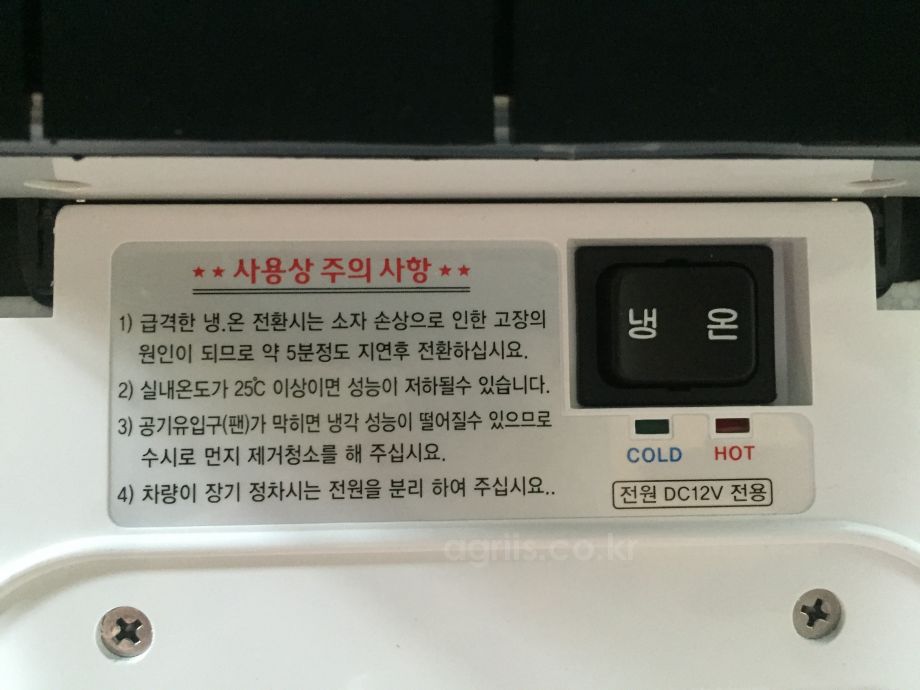 ★★ 사용상 주의 사항 ★★
1) 급격한 냉.온 전환시는 소자 손상으로 인한 고장의
원인이 되므로 약 5분정도 지연후 전환하십시요.
2) 실내온도가 25℃ 이상이면 성능이 저하될수 있습니다.
3) 공기유입구(팬)가 막히면 냉각 성능이 떨어질수 있으므로
수시로 먼지 제거청소를 해 주십시요.
4) 차량이 장기 정차시는 전원을 분리 하여 주십시요..
냉 온
COLD HOT
전원 DC12V 전용
agriis.co.kr